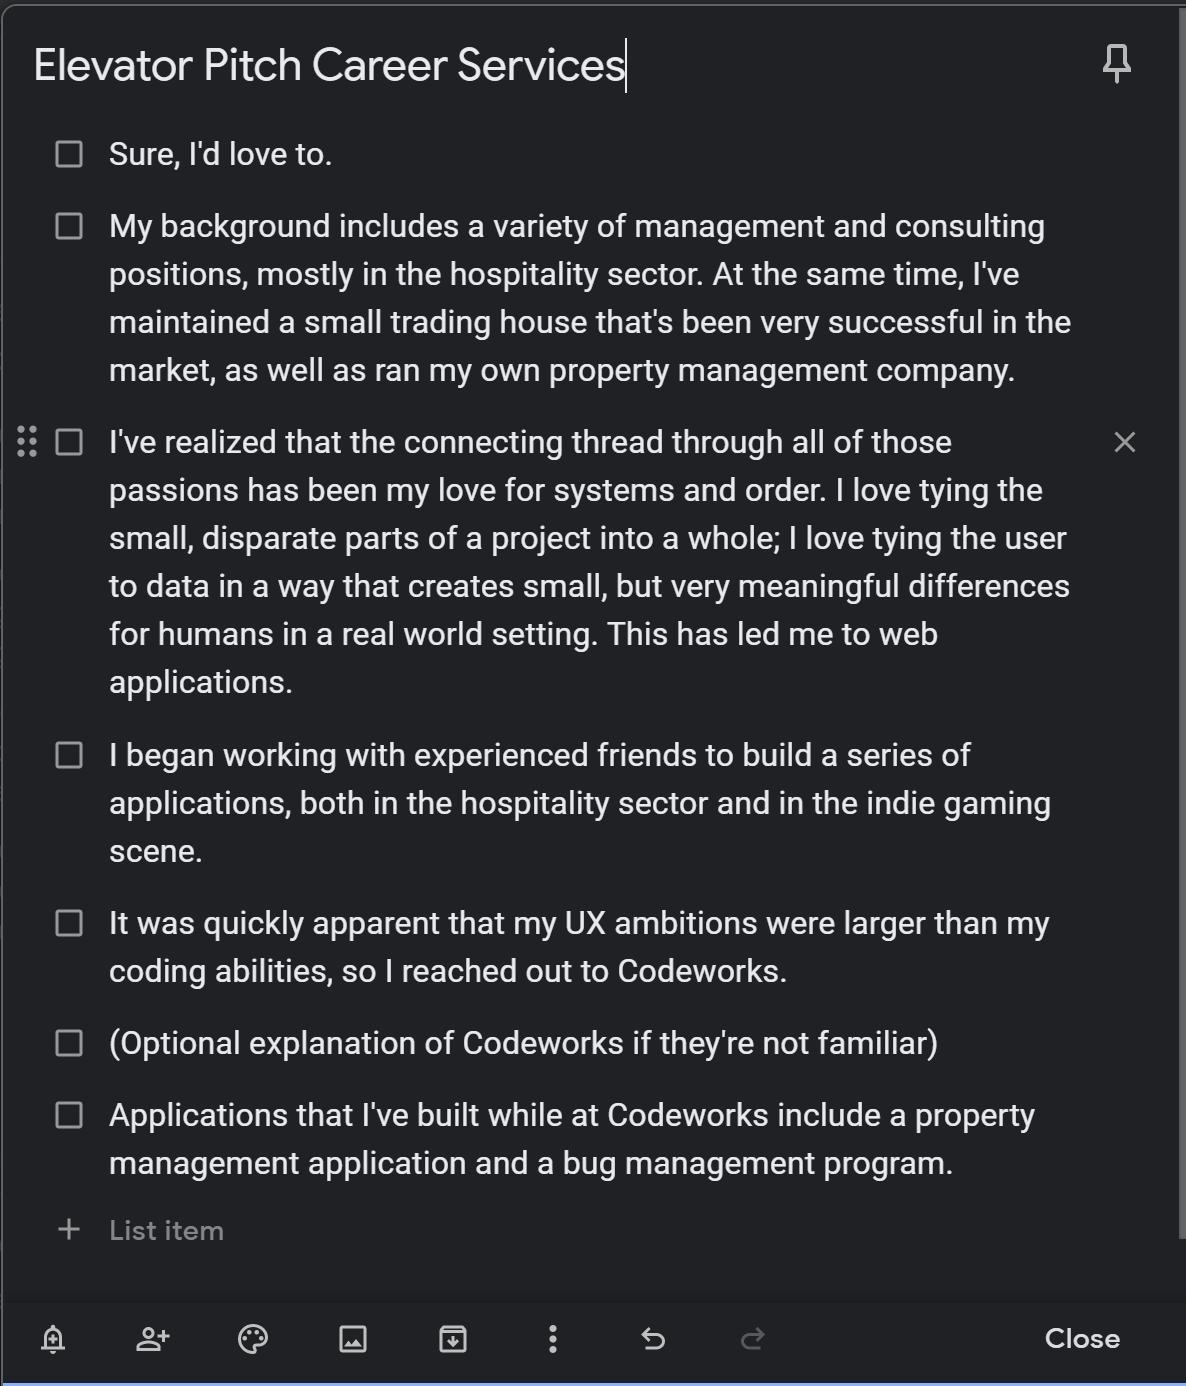 Elevator Pitch Career Services
Sure, I'd love to.
My background includes a variety of management and consulting
positions, mostly in the hospitality sector. At the same time, I've
maintained a small trading house that's been very successful in the
market, as well as ran my own property management company.
I've realized that the connecting thread through all of those
passions has been my love for systems and order. I love tying the
small, disparate parts of a project into a whole; I love tying the user
to data in a way that creates small, but very meaningful differences
for humans in a real world setting. This has led me to web
applications.
I began working with experienced friends to build a series of
applications, both in the hospitality sector and in the indie gaming
scene.
It was quickly apparent that my UX ambitions were larger than my
coding abilities, so I reached out to Codeworks.
(Optional explanation of Codeworks if they're not familiar)
Applications that I've built while at Codeworks include a property
management application and a bug management program.
List item
Close